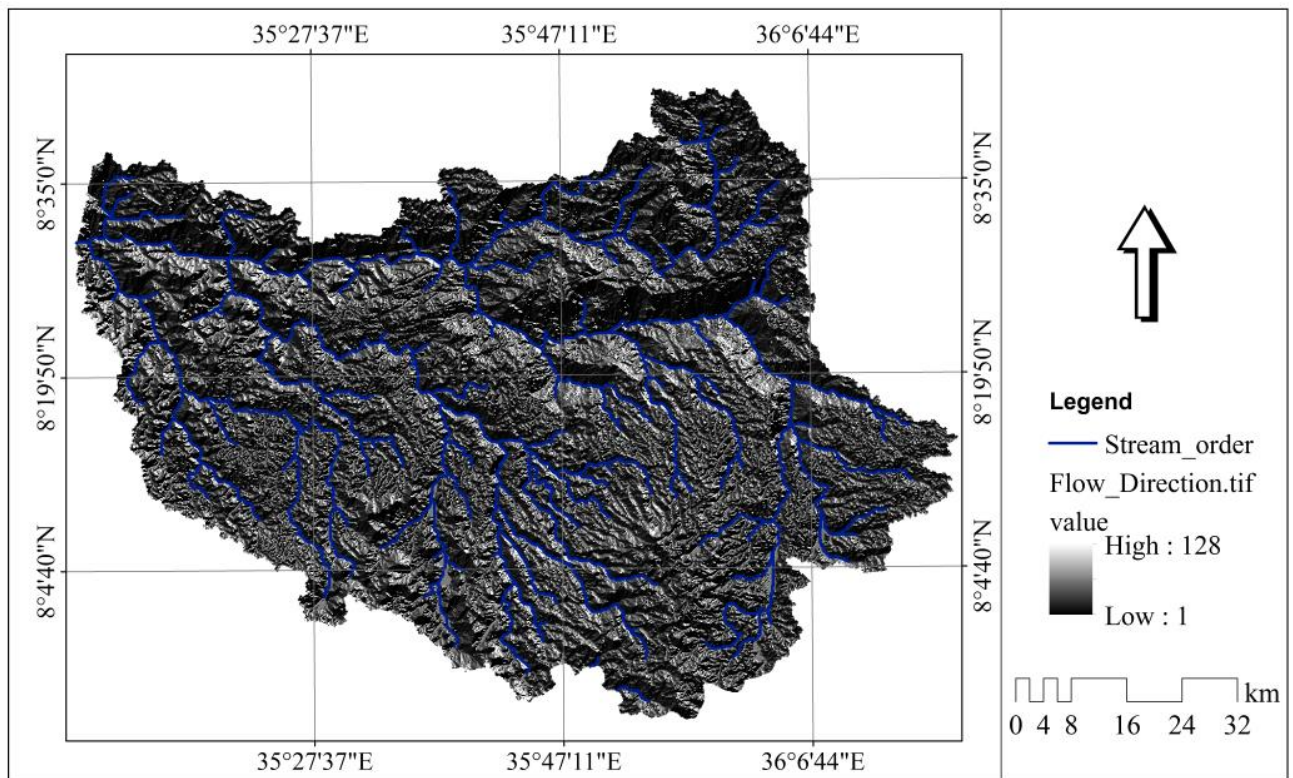 35°27'37"E 35°47'11"E 36°6'44"E
8°35'0"N 8°35'0"N
8°19'50"N 8°19'50"N
8°4'40"N 8°4'40"N
35°27'37"E 35°47'11"E 36°6'44"E
Legend
Stream_order
Flow_Direction.tif
value
High : 128
Low : 1
km
0 4 8 16 24 32